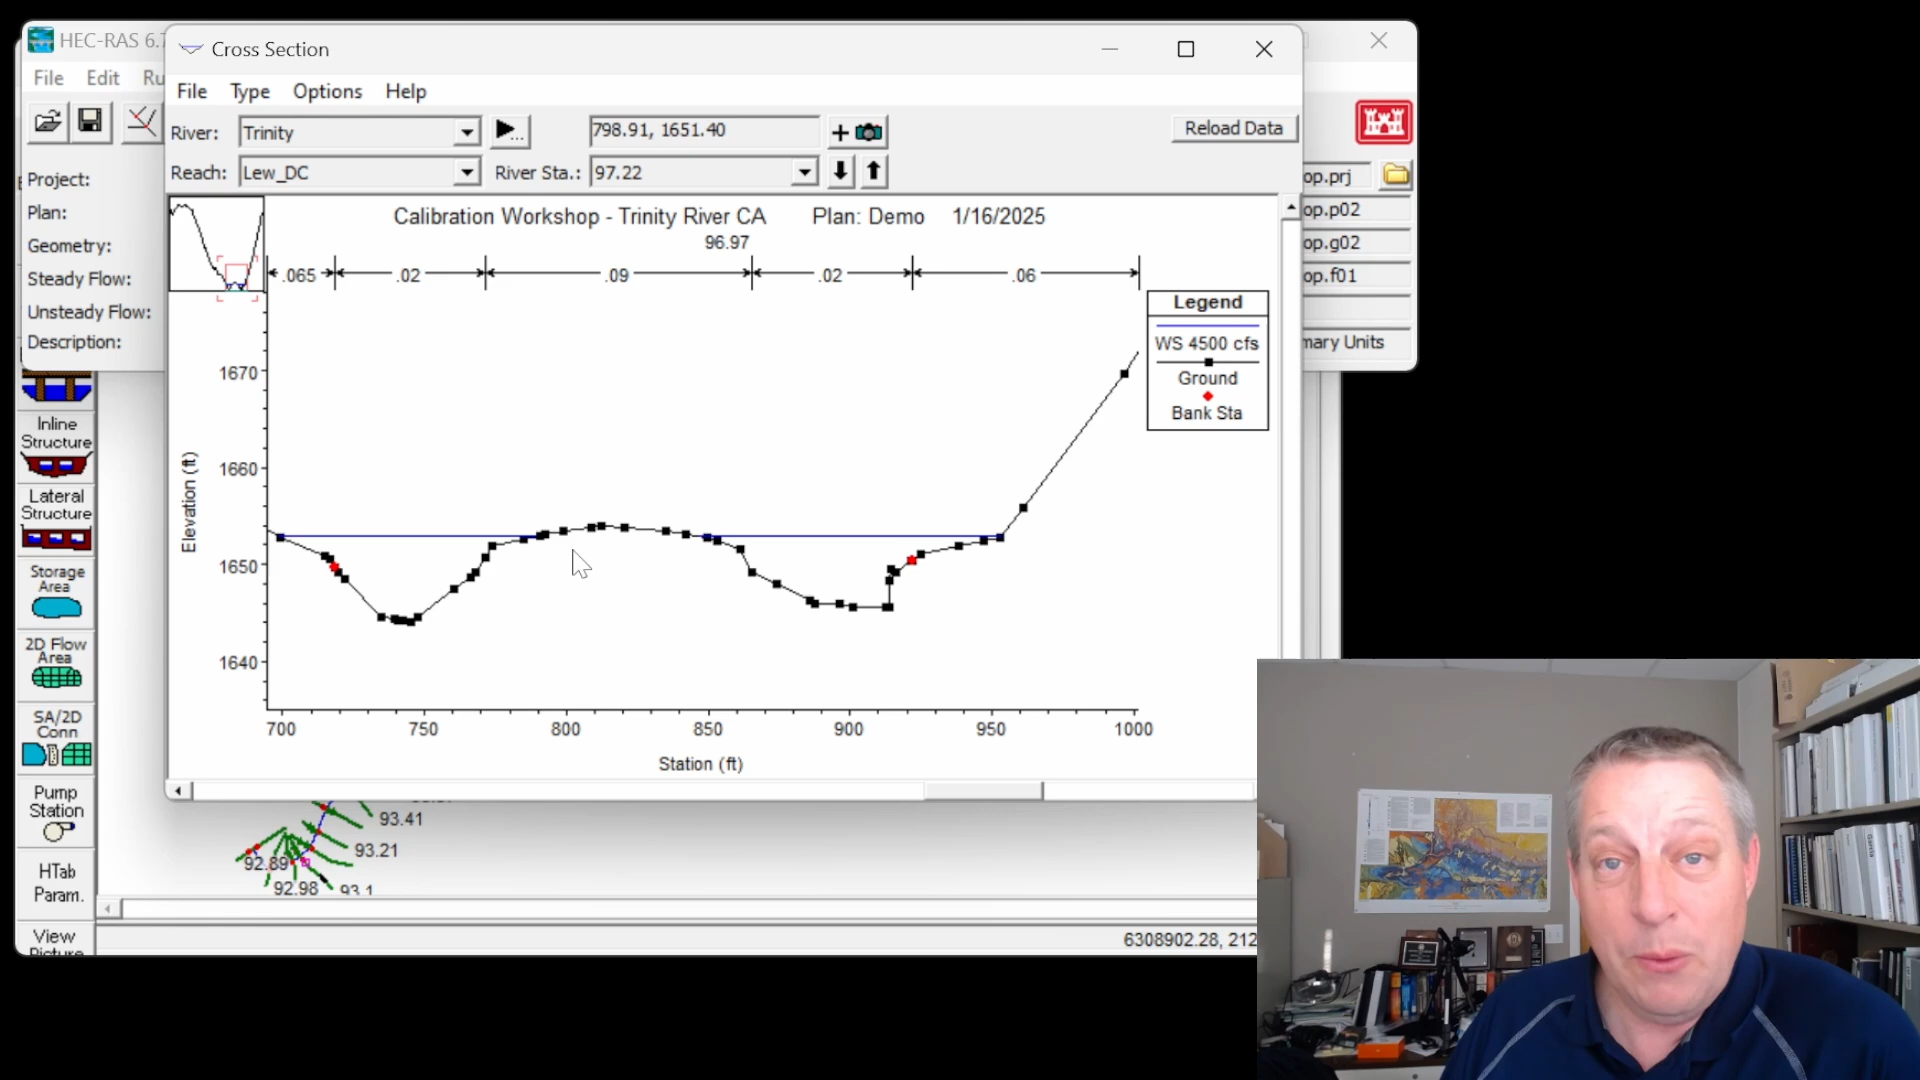 HEC-RAS 6.7
File Edit Ru
Project:
Plan:
Geometry:
Steady Flow:
Unsteady Flow:
Description:
Cross Section
File Type Options Help
River: Trinity 798.91, 1651.40 Reload Data
Reach: Lew_DC River Sta.: 97.22
op.prj
op.p02
op.g02
op.f01
mary Units
Calibration Workshop - Trinity River CA Plan: Demo 1/16/2025
96.97
.065 .02 .09 .02 .06
Legend
WS 4500 cfs
Ground
Bank Sta
Elevation (ft)
1670
1660
1650
1640
700 750 800 850 900 950 1000
Station (ft)
Inline
Structure
Lateral
Structure
Storage
Area
2D Flow
Area
SA/2D
Conn
Pump
Station
HTab
Param.
View
Picture
93.41
93.21
92.89
92.98 93.1
6308902.28, 212